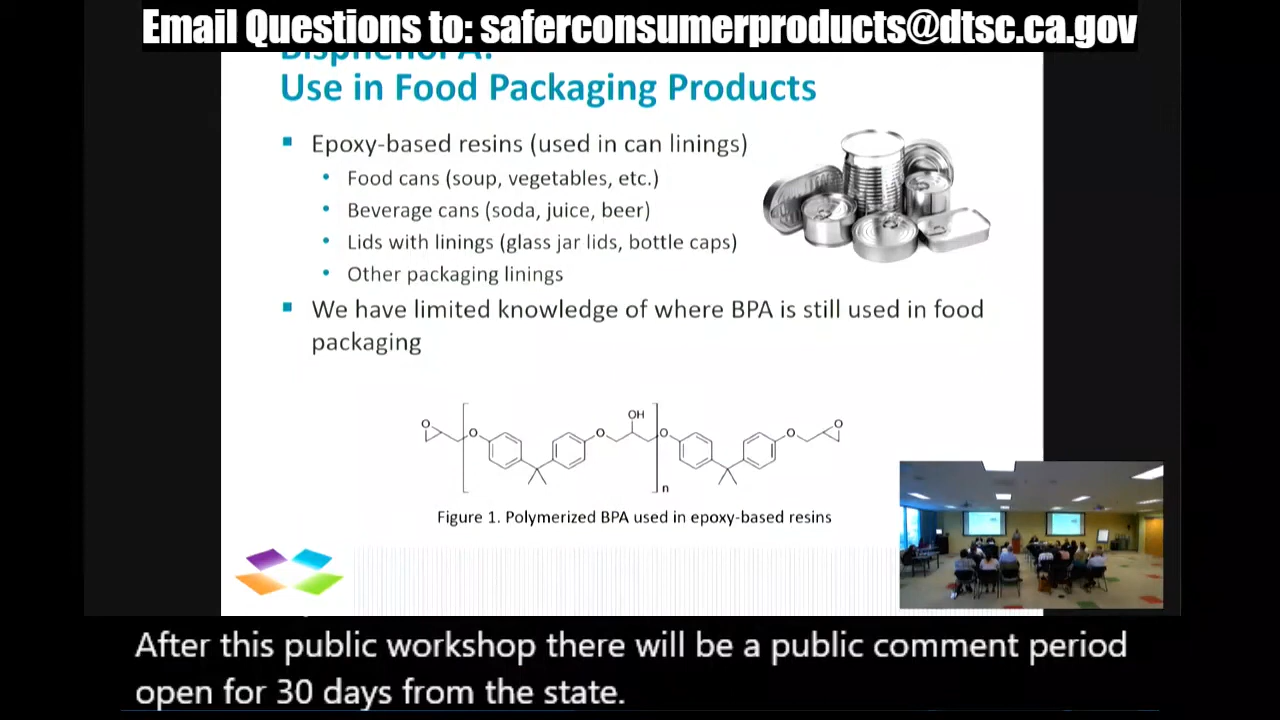 Email Questions to: saferconsumerproducts@dtsc.ca.gov
Bisphenol A:
Use in Food Packaging Products
▪ Epoxy-based resins (used in can linings)
• Food cans (soup, vegetables, etc.)
• Beverage cans (soda, juice, beer)
• Lids with linings (glass jar lids, bottle caps)
• Other packaging linings
▪ We have limited knowledge of where BPA is still used in food
packaging
OH
O O O O O O
n
Figure 1. Polymerized BPA used in epoxy-based resins
After this public workshop there will be a public comment period
open for 30 days from the state.